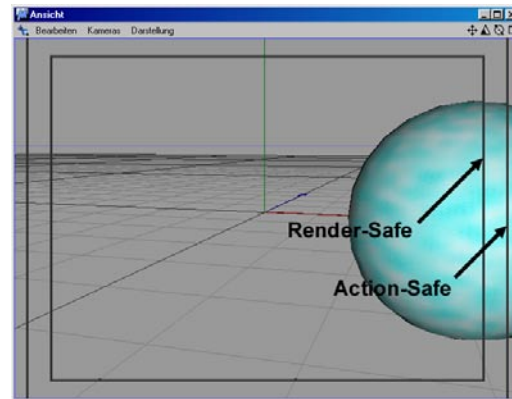 Ansicht
Bearbeiten Kameras Darstellung
Render-Safe
Action-Safe